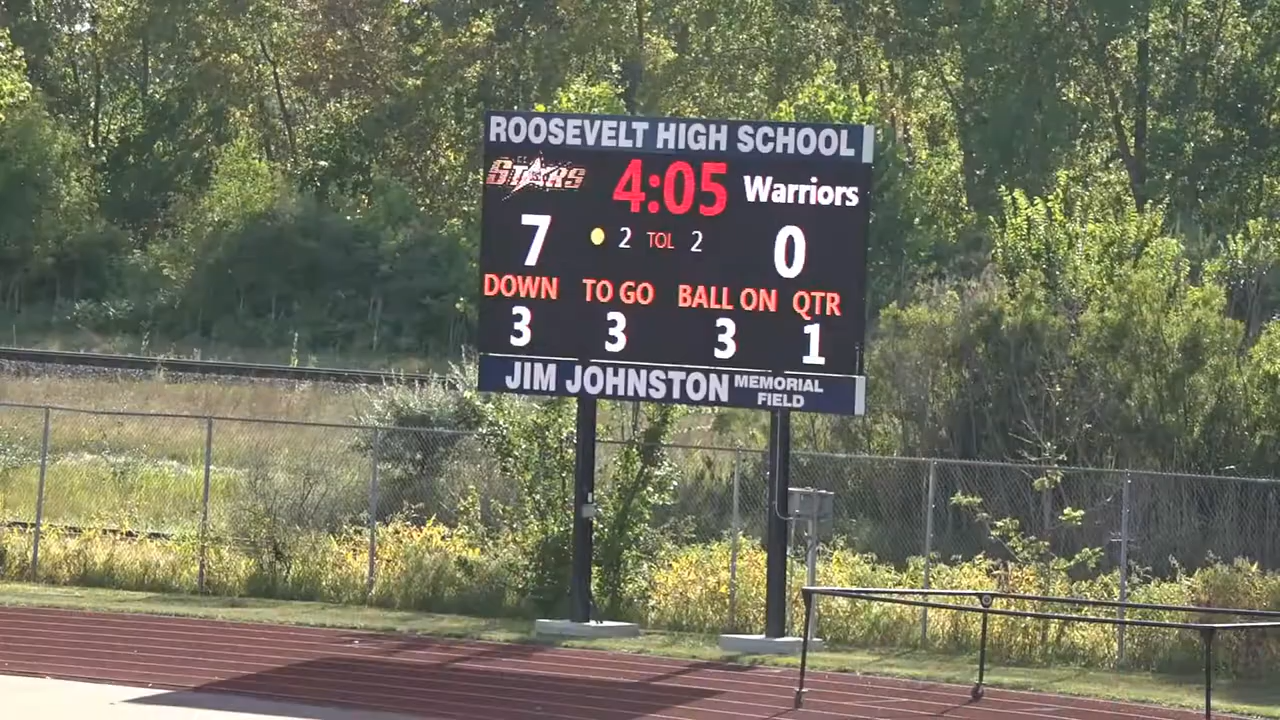 ROOSEVELT HIGH SCHOOL
STARS 4:05 Warriors
7 2 TOL 2 0
DOWN TO GO BALL ON QTR
3 3 3 1
JIM JOHNSTON MEMORIAL FIELD